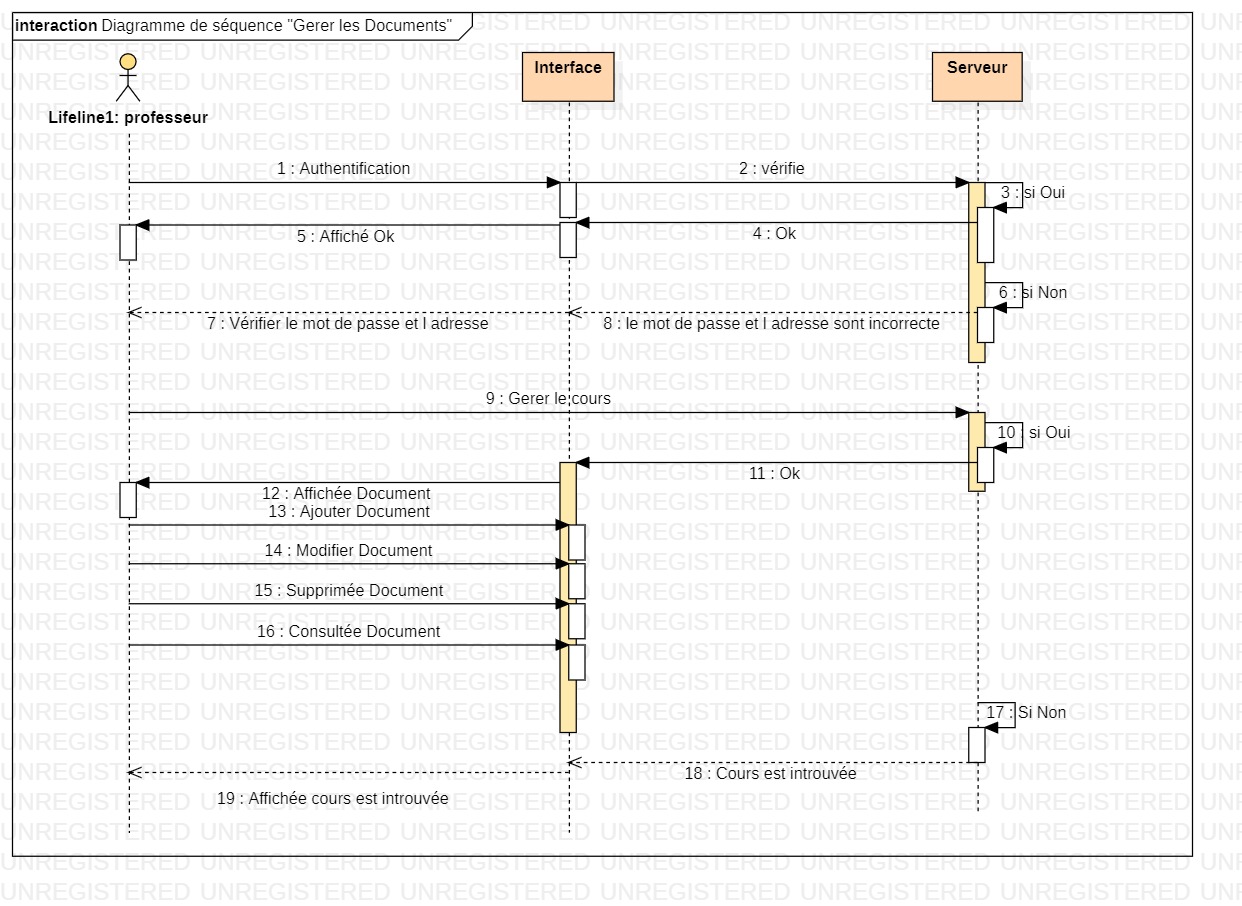 interaction Diagramme de séquence "Gerer les Documents"
Interface
Serveur
Lifeline1: professeur
1 : Authentification
2 : vérifie
3 : si Oui
5 : Affiché Ok
4 : Ok
6 : si Non
7 : Vérifier le mot de passe et l adresse
8 : le mot de passe et l adresse sont incorrecte
9 : Gerer le cours
10 : si Oui
11 : Ok
12 : Affichée Document
13 : Ajouter Document
14 : Modifier Document
15 : Supprimée Document
16 : Consultée Document
17 : Si Non
18 : Cours est introuvée
19 : Affichée cours est introuvée
UNREGISTERED